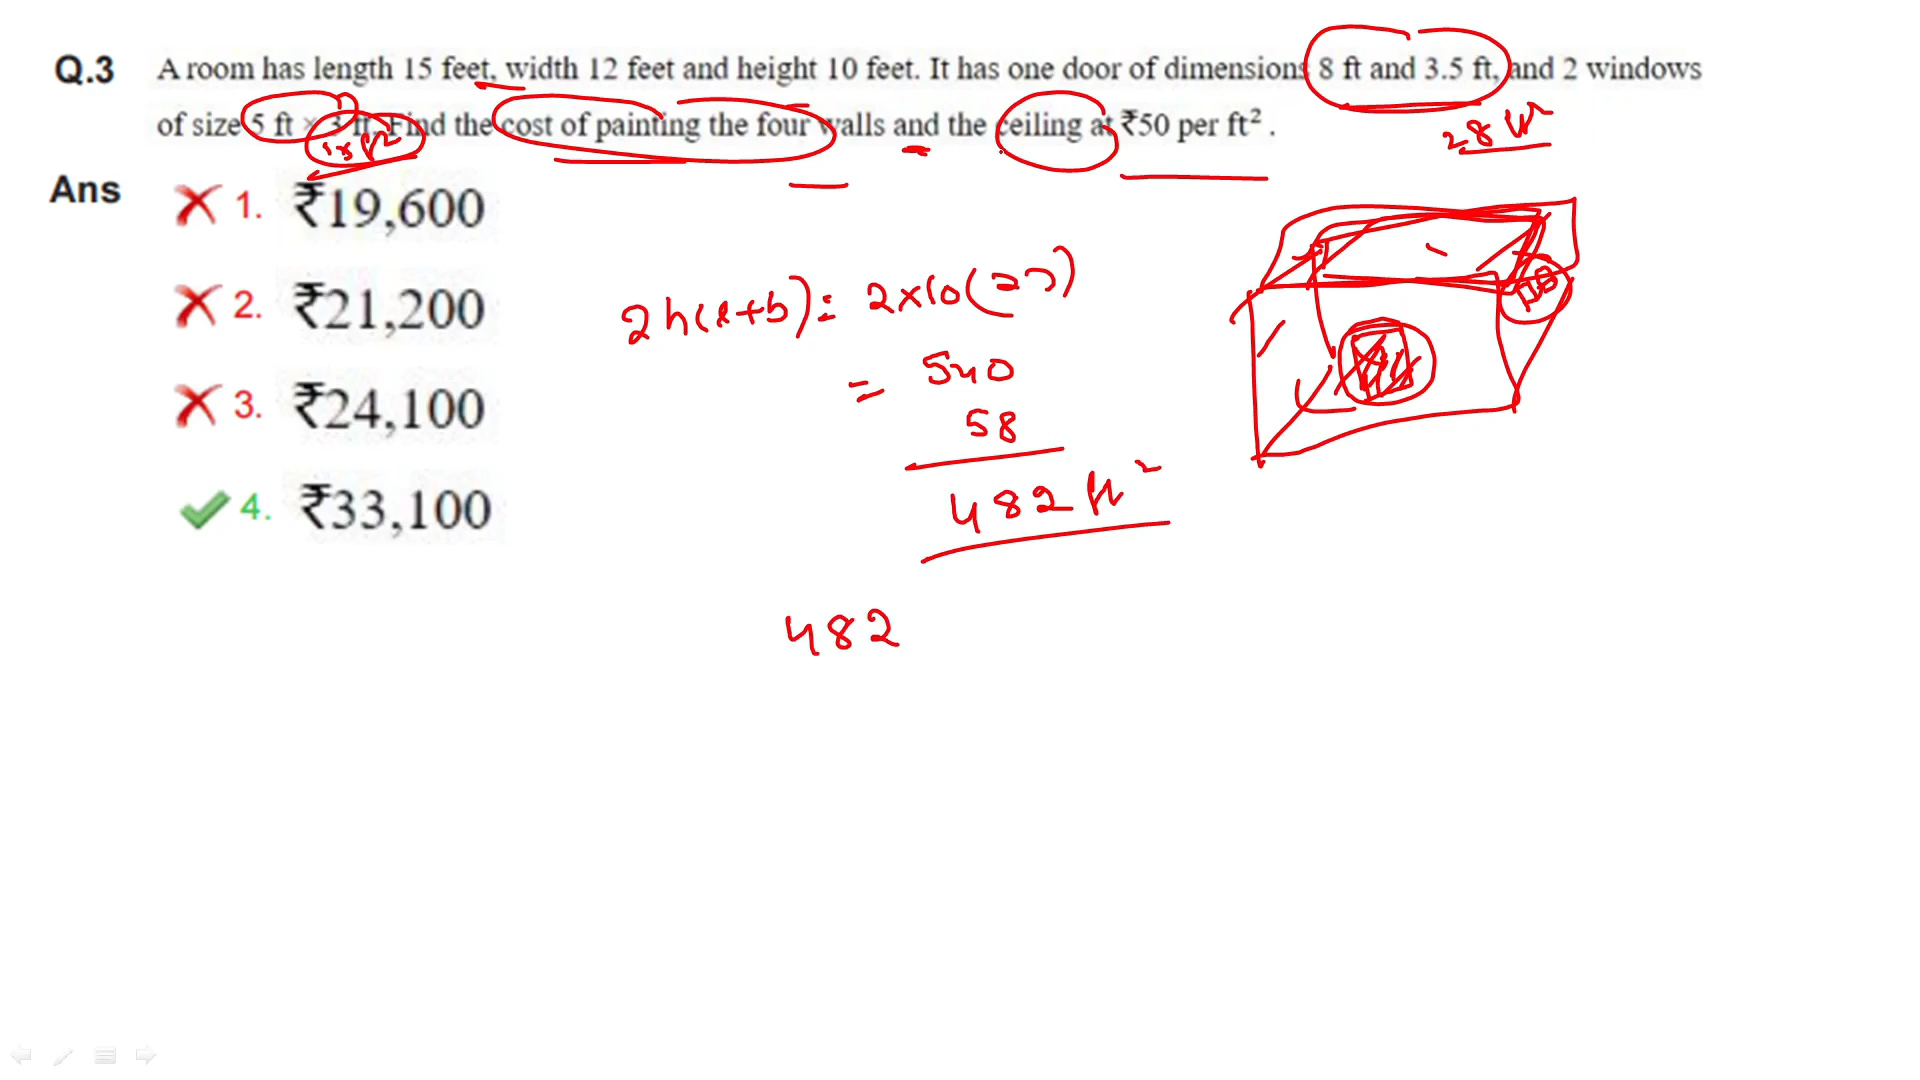 Q.3 A room has length 15 feet, width 12 feet and height 10 feet. It has one door of dimensions 8 ft and 3.5 ft, and 2 windows
of size 5 ft × 3 ft. Find the cost of painting the four walls and the ceiling at ₹50 per ft².
28 ft²
15 ft²
Ans 1. ₹19,600
2. ₹21,200
3. ₹24,100
4. ₹33,100
2h(l+b) = 2×10(27)
= 540
58
482 ft²
482